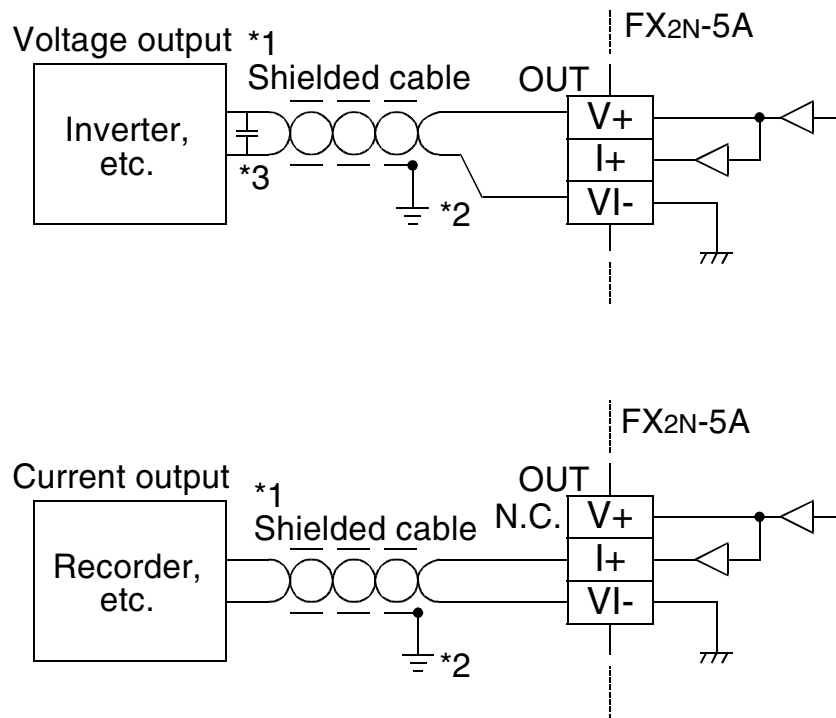 FX2N-5A
Voltage output *1
Shielded cable
OUT
Inverter,
etc.
V+
I+
VI-
*3
*2
FX2N-5A
Current output
*1
OUT
Shielded cable
N.C.
V+
Recorder,
etc.
I+
VI-
*2